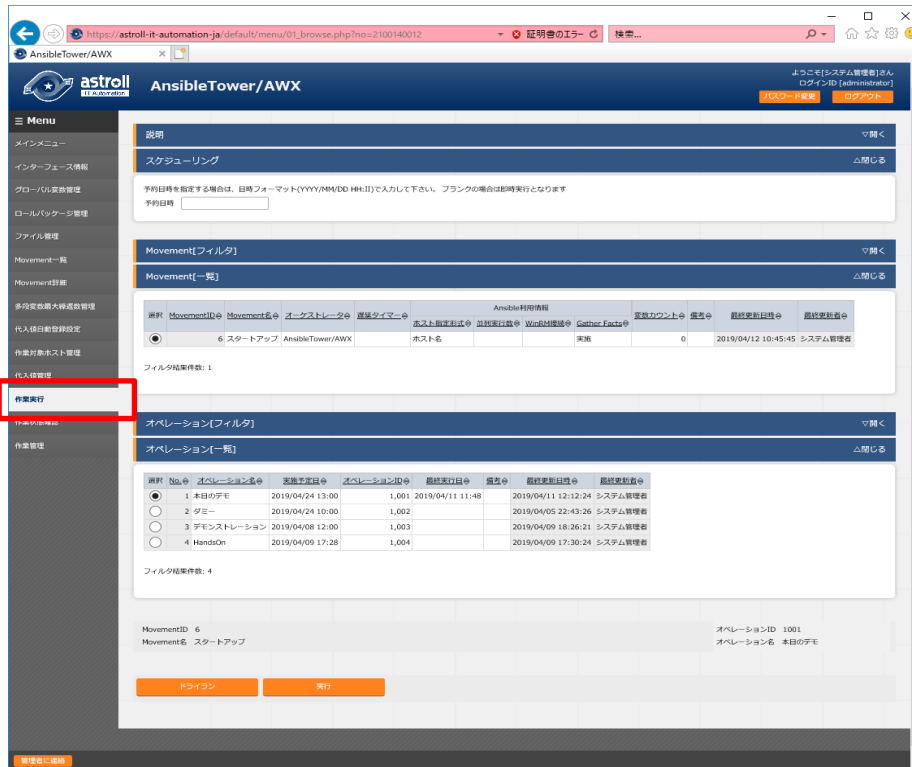 https://astroll-it-automation-ja/default/menu/01_browse.php?no=2100140012
証明書のエラー
検索...
AnsibleTower/AWX
astroll
IT Automation
AnsibleTower/AWX
ようこそ[システム管理者]さん
ログインID [administrator]
パスワード変更 ログアウト
Menu
メインメニュー
インターフェース情報
グローバル変数管理
ロールパッケージ管理
ファイル管理
Movement一覧
Movement詳細
多段変数最大繰返数管理
代入値自動登録設定
作業対象ホスト管理
代入値管理
作業実行
作業状態確認
作業管理
説明 ▽開く
スケジューリング △閉じる
予約日時を指定する場合は、日時フォーマット(YYYY/MM/DD HH:II)で入力して下さい。 ブランクの場合は即時実行となります
予約日時
Movement[フィルタ] ▽開く
Movement[一覧] △閉じる
選択 MovementID Movement名 オーケストレータ 遅延タイマー Ansible利用情報 変数カウント 備考 最終更新日時 最終更新者
ホスト指定形式 並列実行数 WinRM接続 Gather Facts
6 スタートアップ AnsibleTower/AWX ホスト名 実施 0 2019/04/12 10:45:45 システム管理者
フィルタ結果件数: 1
オペレーション[フィルタ] ▽開く
オペレーション[一覧] △閉じる
選択 No. オペレーション名 実施予定日 オペレーションID 最終実行日 備考 最終更新日時 最終更新者
1 本日のデモ 2019/04/24 13:00 1,001 2019/04/11 11:48 2019/04/11 12:12:24 システム管理者
2 ダミー 2019/04/24 10:00 1,002 2019/04/05 22:43:26 システム管理者
3 デモンストレーション 2019/04/08 12:00 1,003 2019/04/09 18:26:21 システム管理者
4 HandsOn 2019/04/09 17:28 1,004 2019/04/09 17:30:24 システム管理者
フィルタ結果件数: 4
MovementID 6 オペレーションID 1001
Movement名 スタートアップ オペレーション名 本日のデモ
ドライラン 実行
管理者に連絡